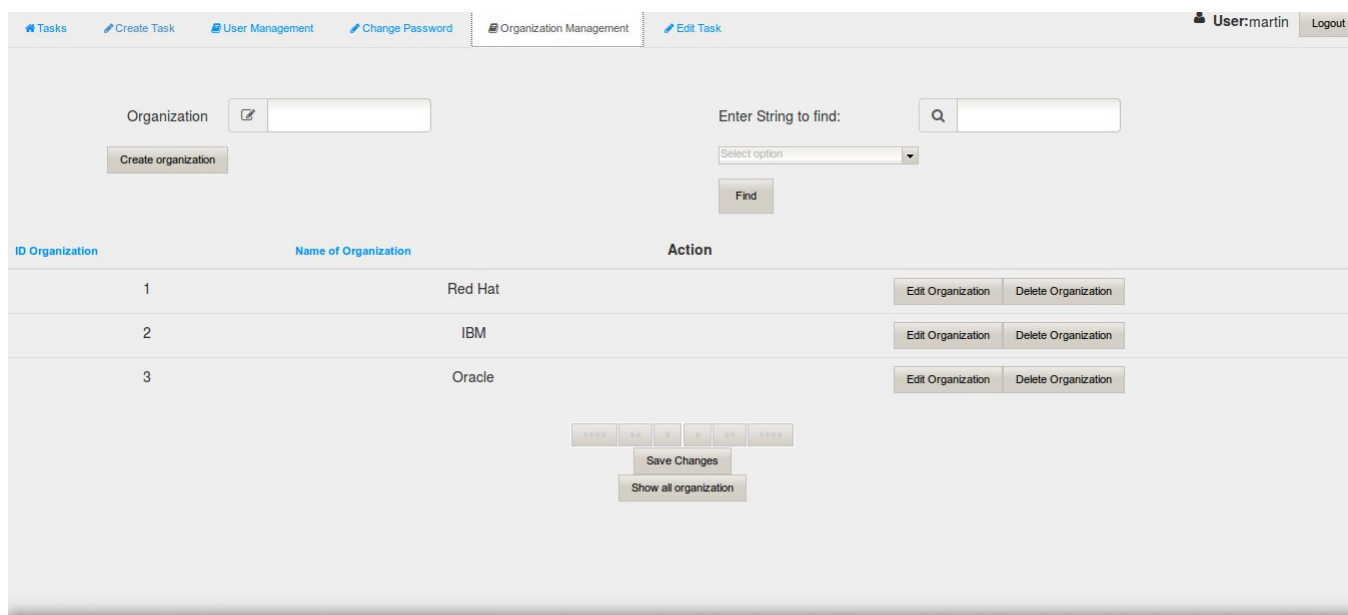 Tasks Create Task User Management Change Password Organization Management Edit Task User:martin Logout
Organization Enter String to find:
Create organization Select option
Find
ID Organization Name of Organization Action
1 Red Hat Edit Organization Delete Organization
2 IBM Edit Organization Delete Organization
3 Oracle Edit Organization Delete Organization
< > >>
Save Changes
Show all organization